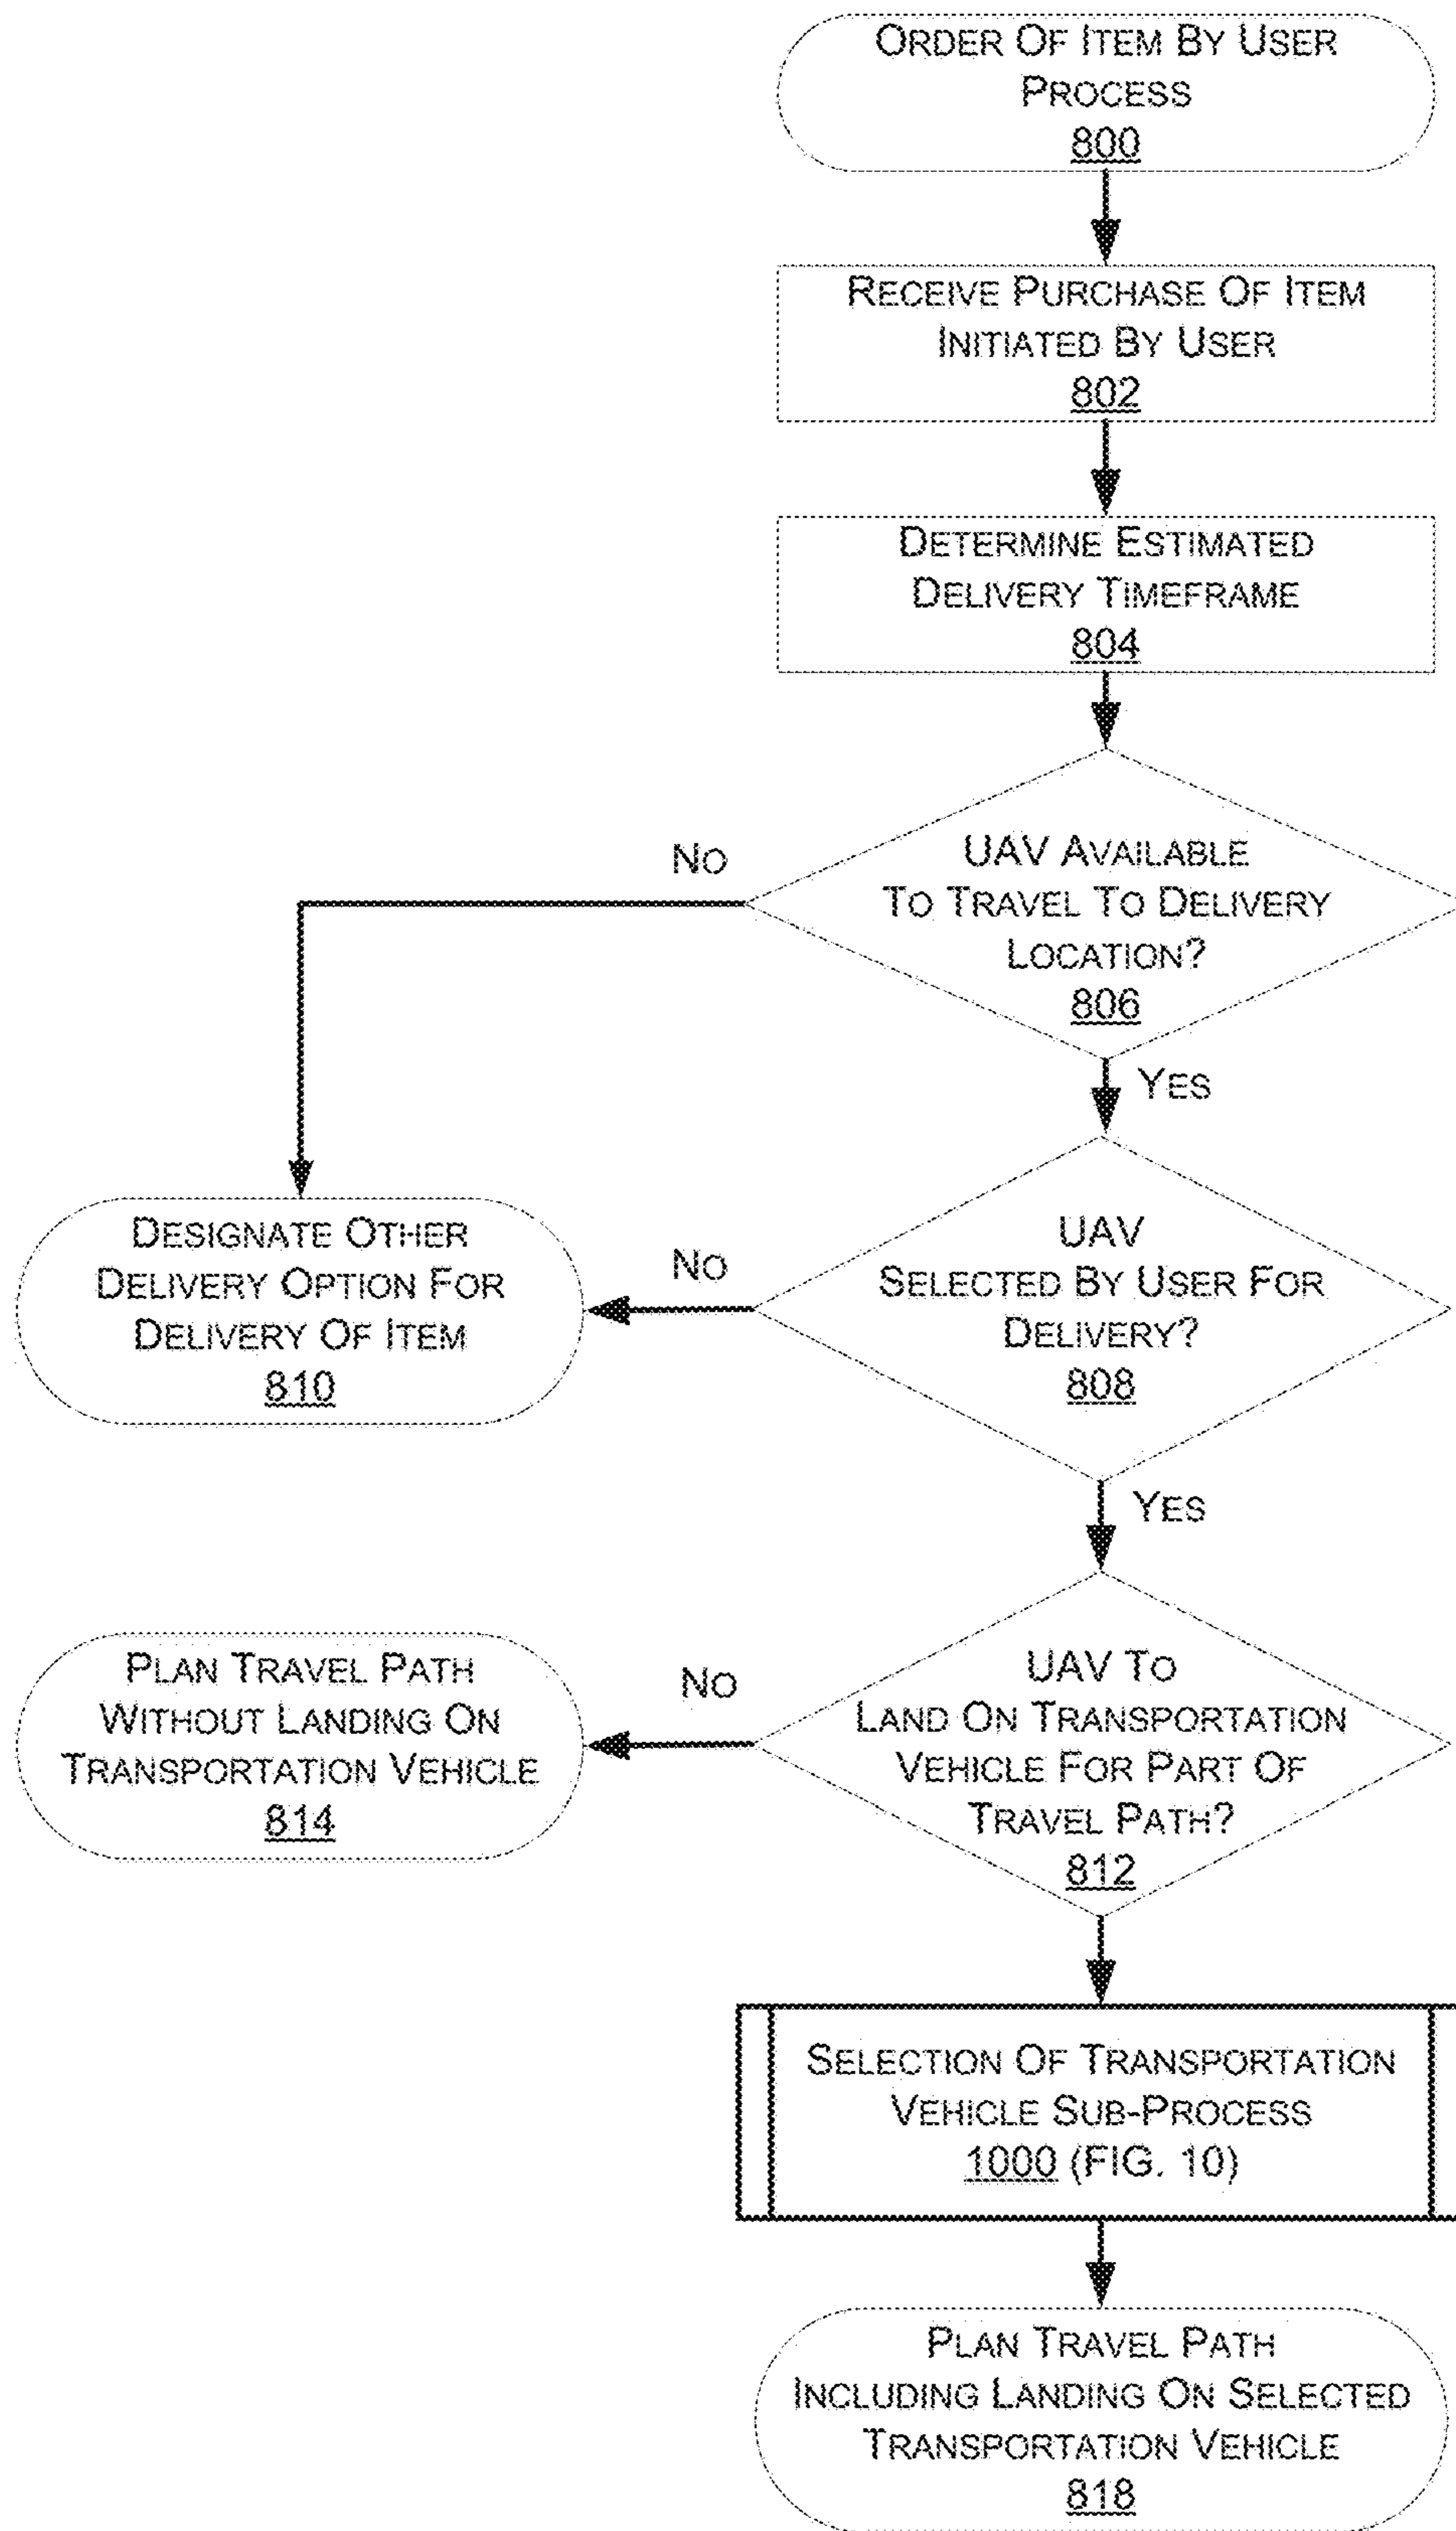 ORDER OF ITEM BY USER
PROCESS
800
RECEIVE PURCHASE OF ITEM
INITIATED BY USER
802
DETERMINE ESTIMATED
DELIVERY TIMEFRAME
804
NO
UAV AVAILABLE
TO TRAVEL TO DELIVERY
LOCATION?
806
YES
DESIGNATE OTHER
DELIVERY OPTION FOR
DELIVERY OF ITEM
810
NO
UAV
SELECTED BY USER FOR
DELIVERY?
808
YES
PLAN TRAVEL PATH
WITHOUT LANDING ON
TRANSPORTATION VEHICLE
814
NO
UAV TO
LAND ON TRANSPORTATION
VEHICLE FOR PART OF
TRAVEL PATH?
812
SELECTION OF TRANSPORTATION
VEHICLE SUB-PROCESS
1000 (FIG. 10)
PLAN TRAVEL PATH
INCLUDING LANDING ON SELECTED
TRANSPORTATION VEHICLE
818